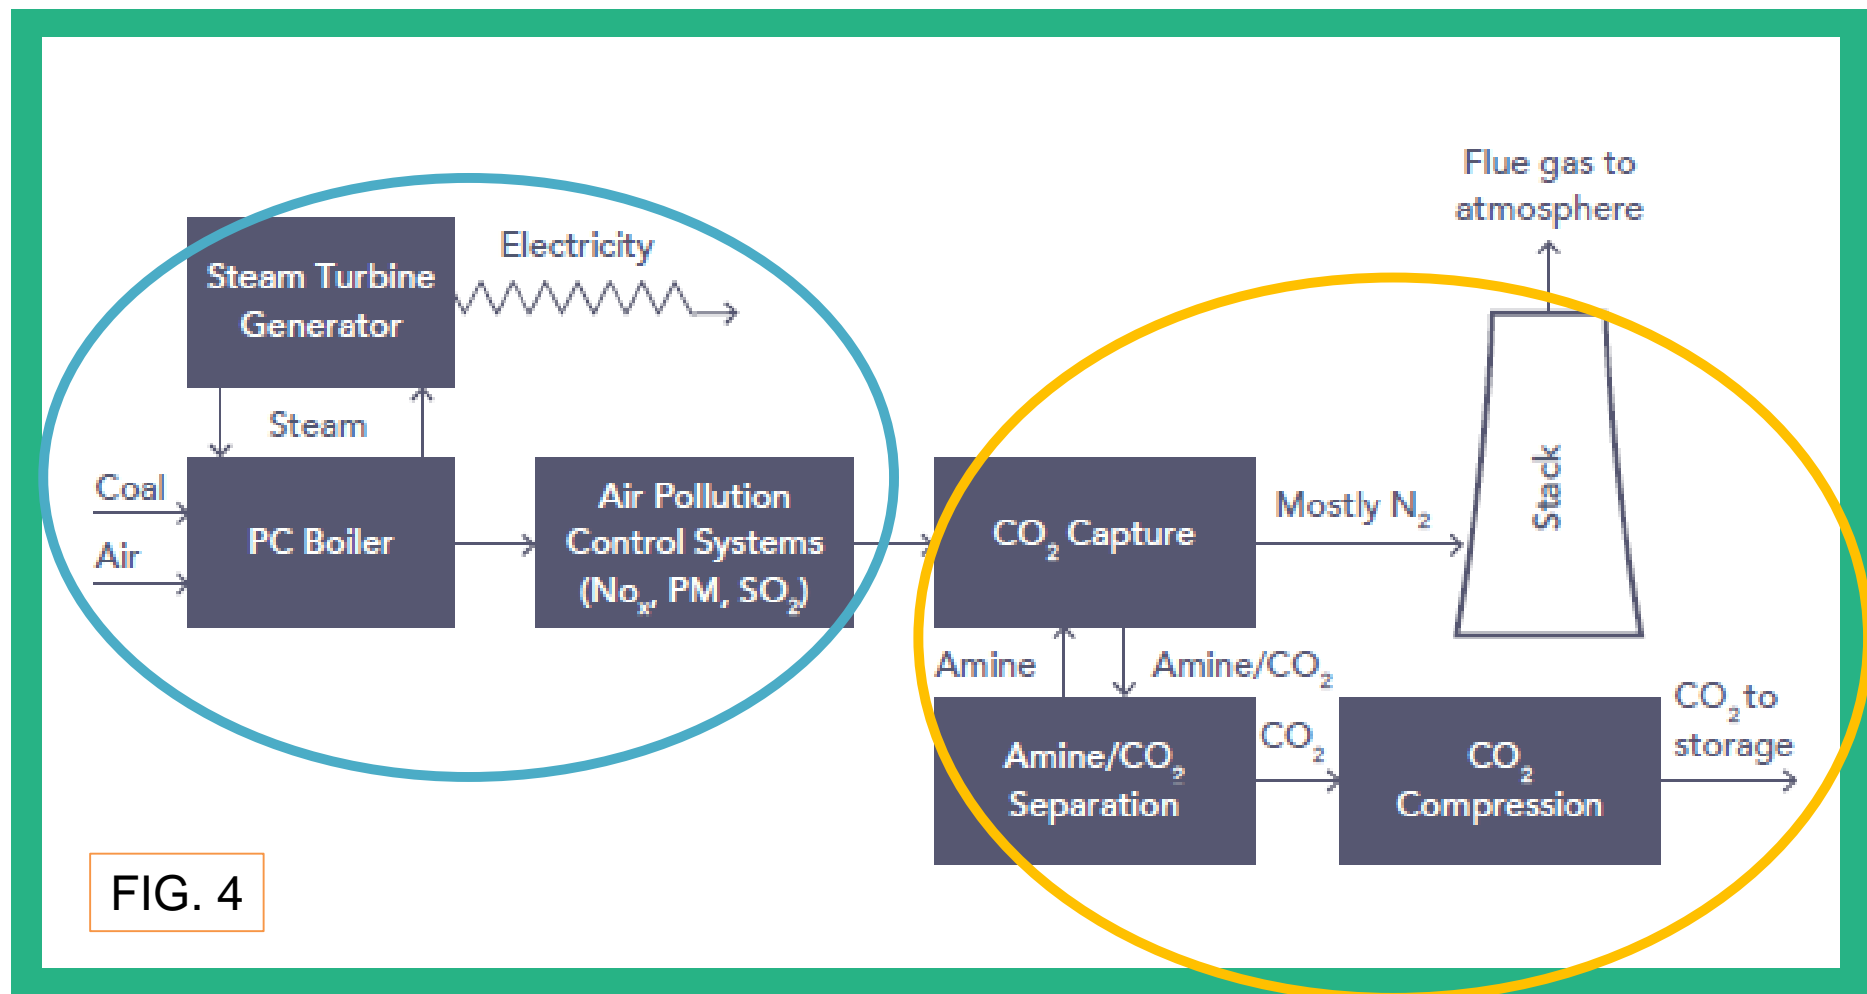 Flue gas to
atmosphere
Electricity
Steam Turbine
Generator
Steam
Coal
Air
PC Boiler
Air Pollution
Control Systems
(Noₓ, PM, SO₂)
CO₂ Capture
Mostly N₂
Stack
Amine
Amine/CO₂
Amine/CO₂
Separation
CO₂
CO₂
Compression
CO₂ to
storage
FIG. 4